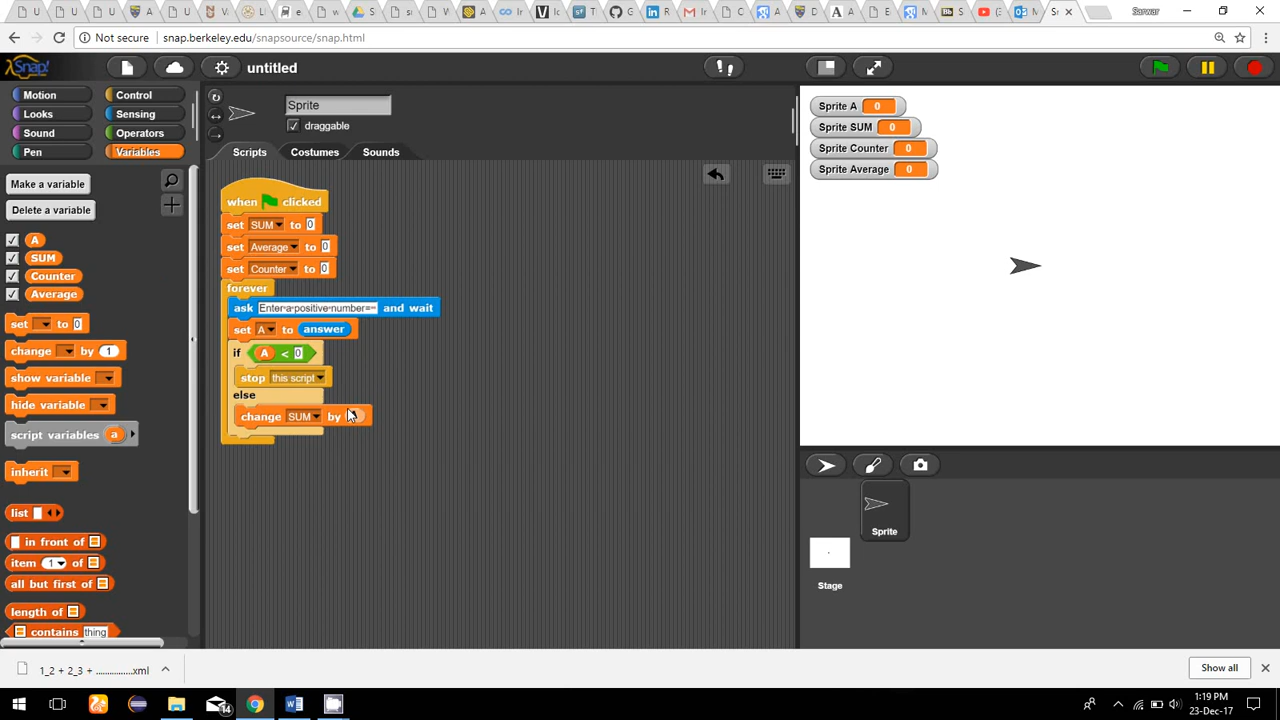 Sarwar
Not secure | snap.berkeley.edu/snapsource/snap.html
Snap!
untitled
Motion
Control
Looks
Sensing
Sound
Operators
Pen
Variables
Make a variable
Delete a variable
A
SUM
Counter
Average
set to 0
change by 1
show variable
hide variable
script variables a
inherit
list
in front of
item 1 of
all but first of
length of
contains thing
Sprite
draggable
Scripts Costumes Sounds
when clicked
set SUM to 0
set Average to 0
set Counter to 0
forever
ask Enter a positive number=- and wait
set A to answer
if A < 0
stop this script
else
change SUM by
Sprite A 0
Sprite SUM 0
Sprite Counter 0
Sprite Average 0
Sprite
Stage
1_2 + 2_3 + ...............xml
Show all
1:19 PM
23-Dec-17